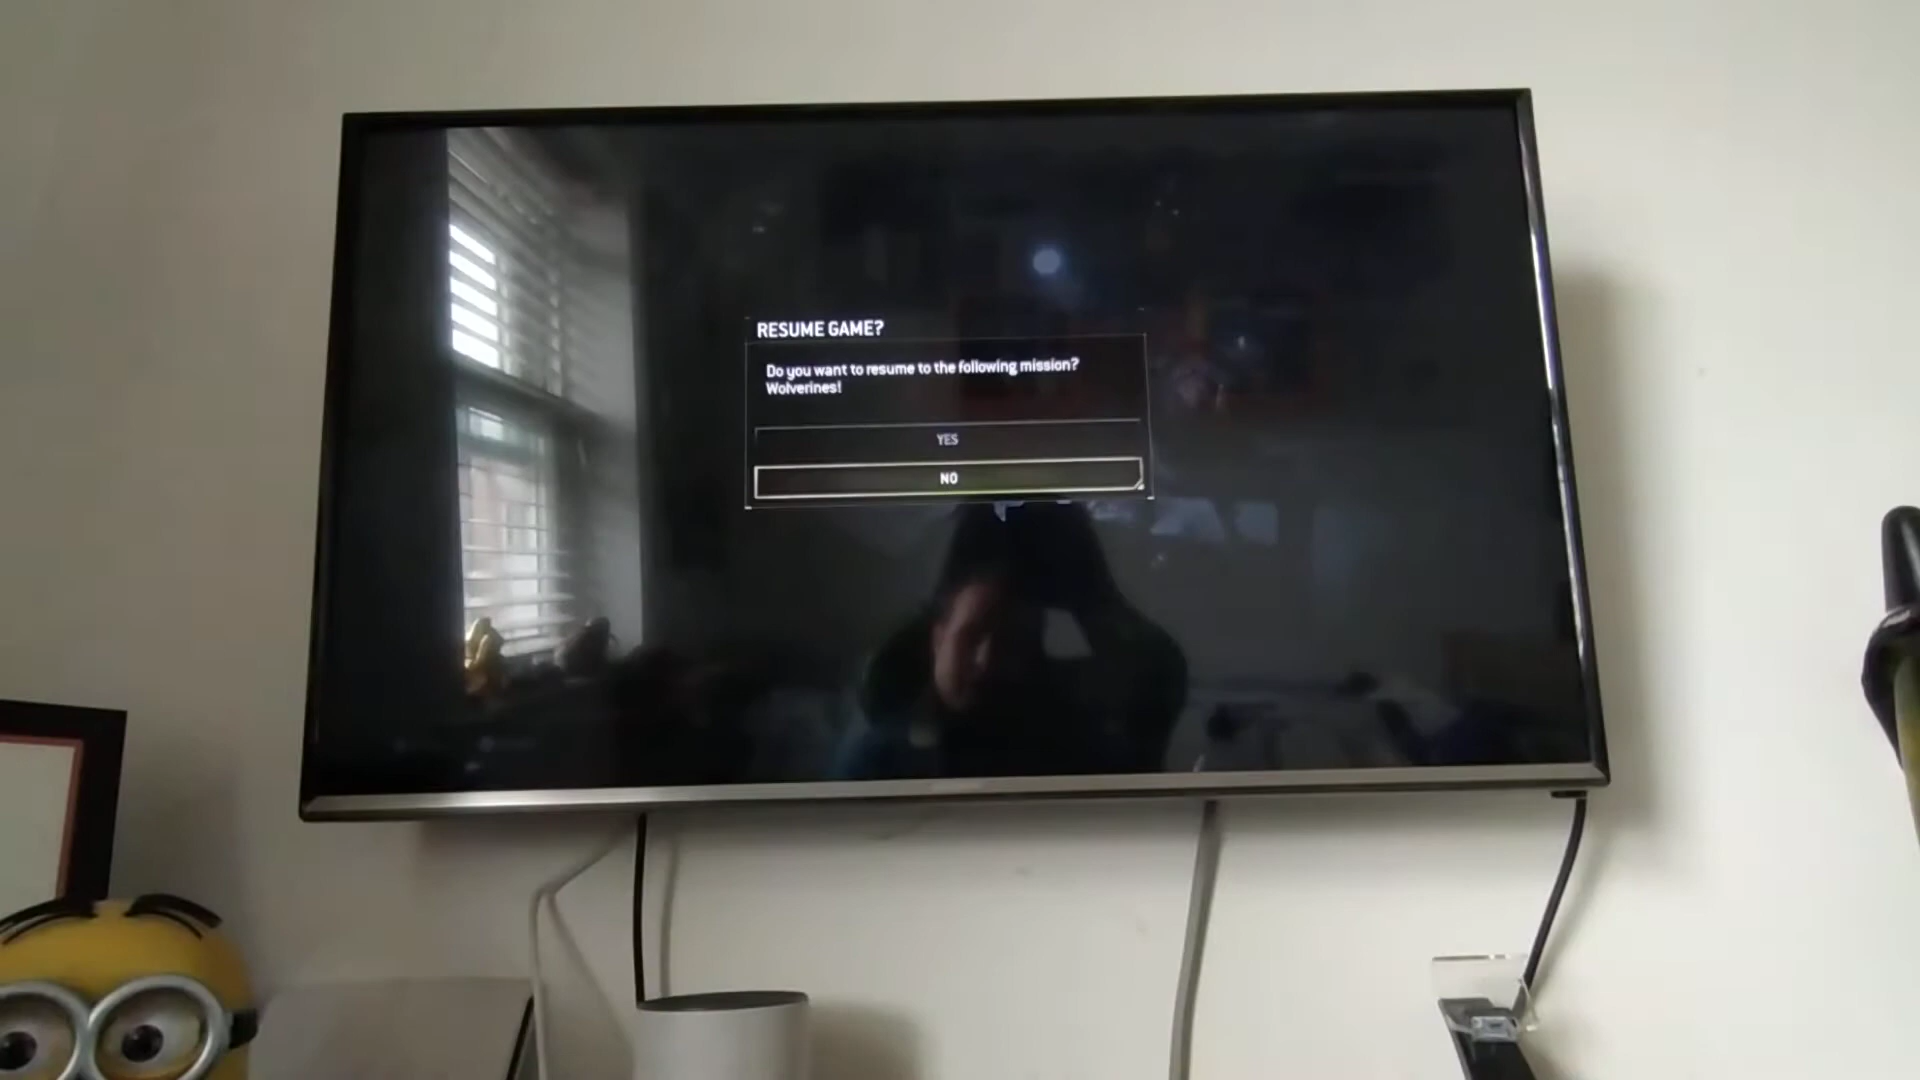 RESUME GAME?
Do you want to resume to the following mission?
Wolverines!
YES
NO